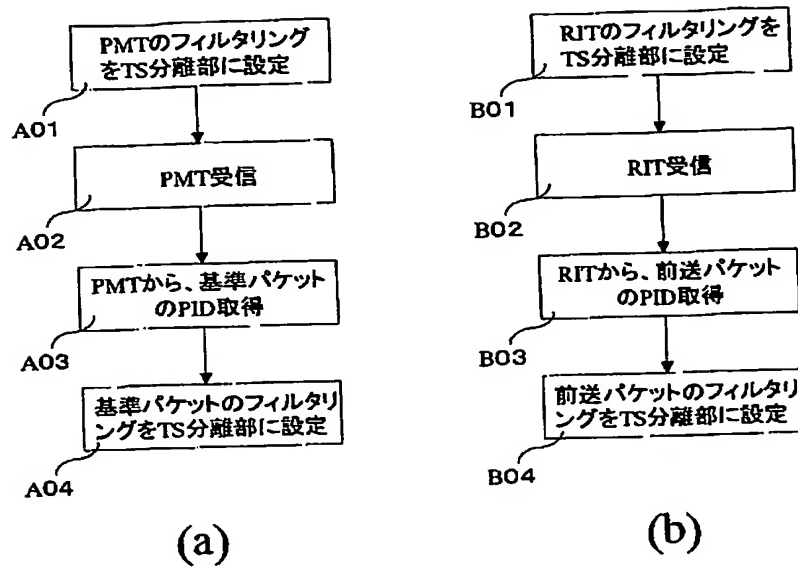 PMTのフィルタリング
をTS分離部に設定
A01
PMT受信
A02
PMTから、基準パケット
のPID取得
A03
基準パケットのフィルタリ
ングをTS分離部に設定
A04
(a)
RITのフィルタリングを
TS分離部に設定
B01
RIT受信
B02
RITから、前送パケット
のPID取得
B03
前送パケットのフィルタリ
ングをTS分離部に設定
B04
(b)